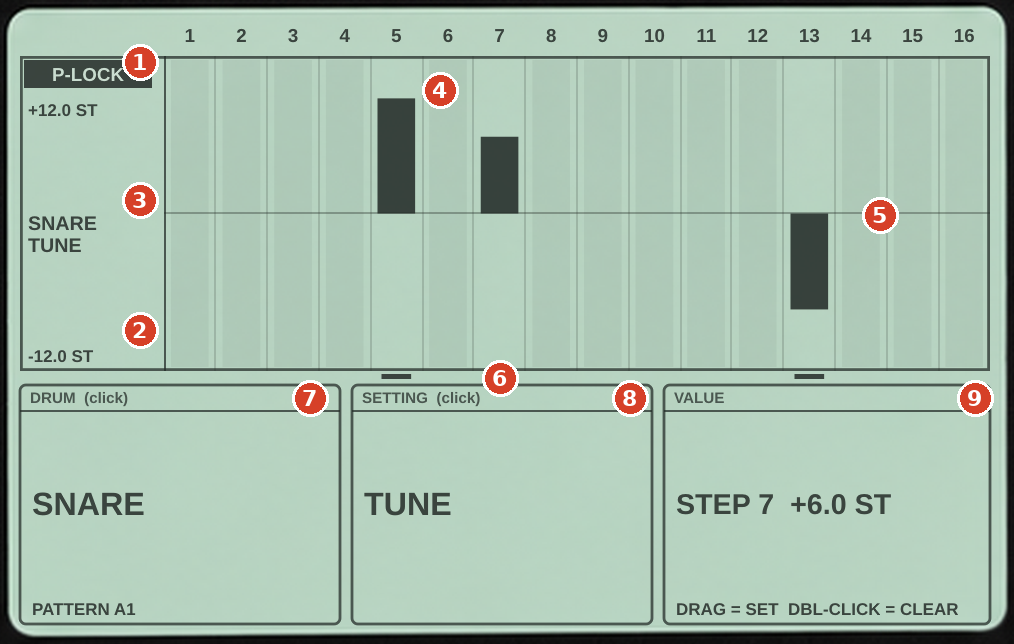 1 2 3 4 5 6 7 8 9 10 11 12 13 14 15 16
P-LOCK 1
+12.0 ST
4
3
SNARE
TUNE
5
2
-12.0 ST
6
DRUM (click) 7
SETTING (click) 8
VALUE 9
SNARE
TUNE
STEP 7 +6.0 ST
PATTERN A1
DRAG = SET DBL-CLICK = CLEAR